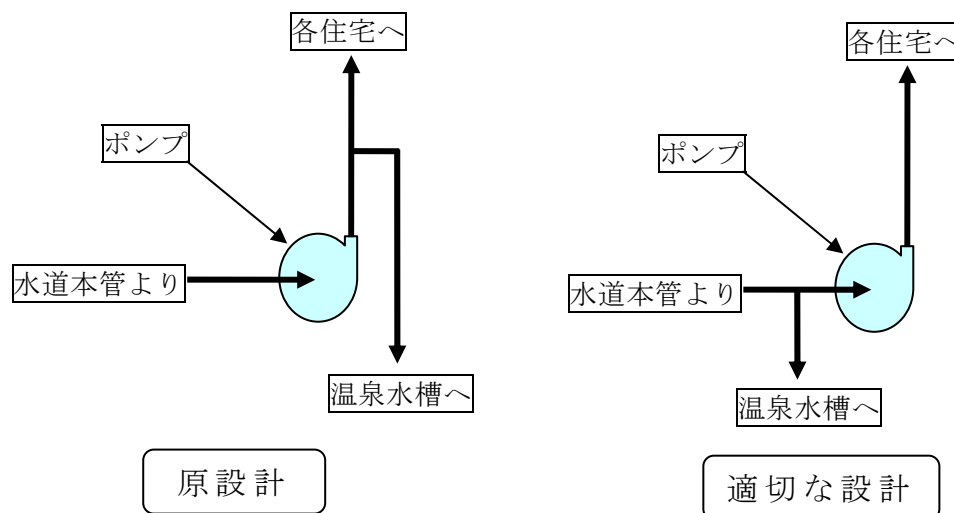 各住宅へ
ポンプ
水道本管より
温泉水槽へ
原設計
各住宅へ
ポンプ
水道本管より
温泉水槽へ
適切な設計